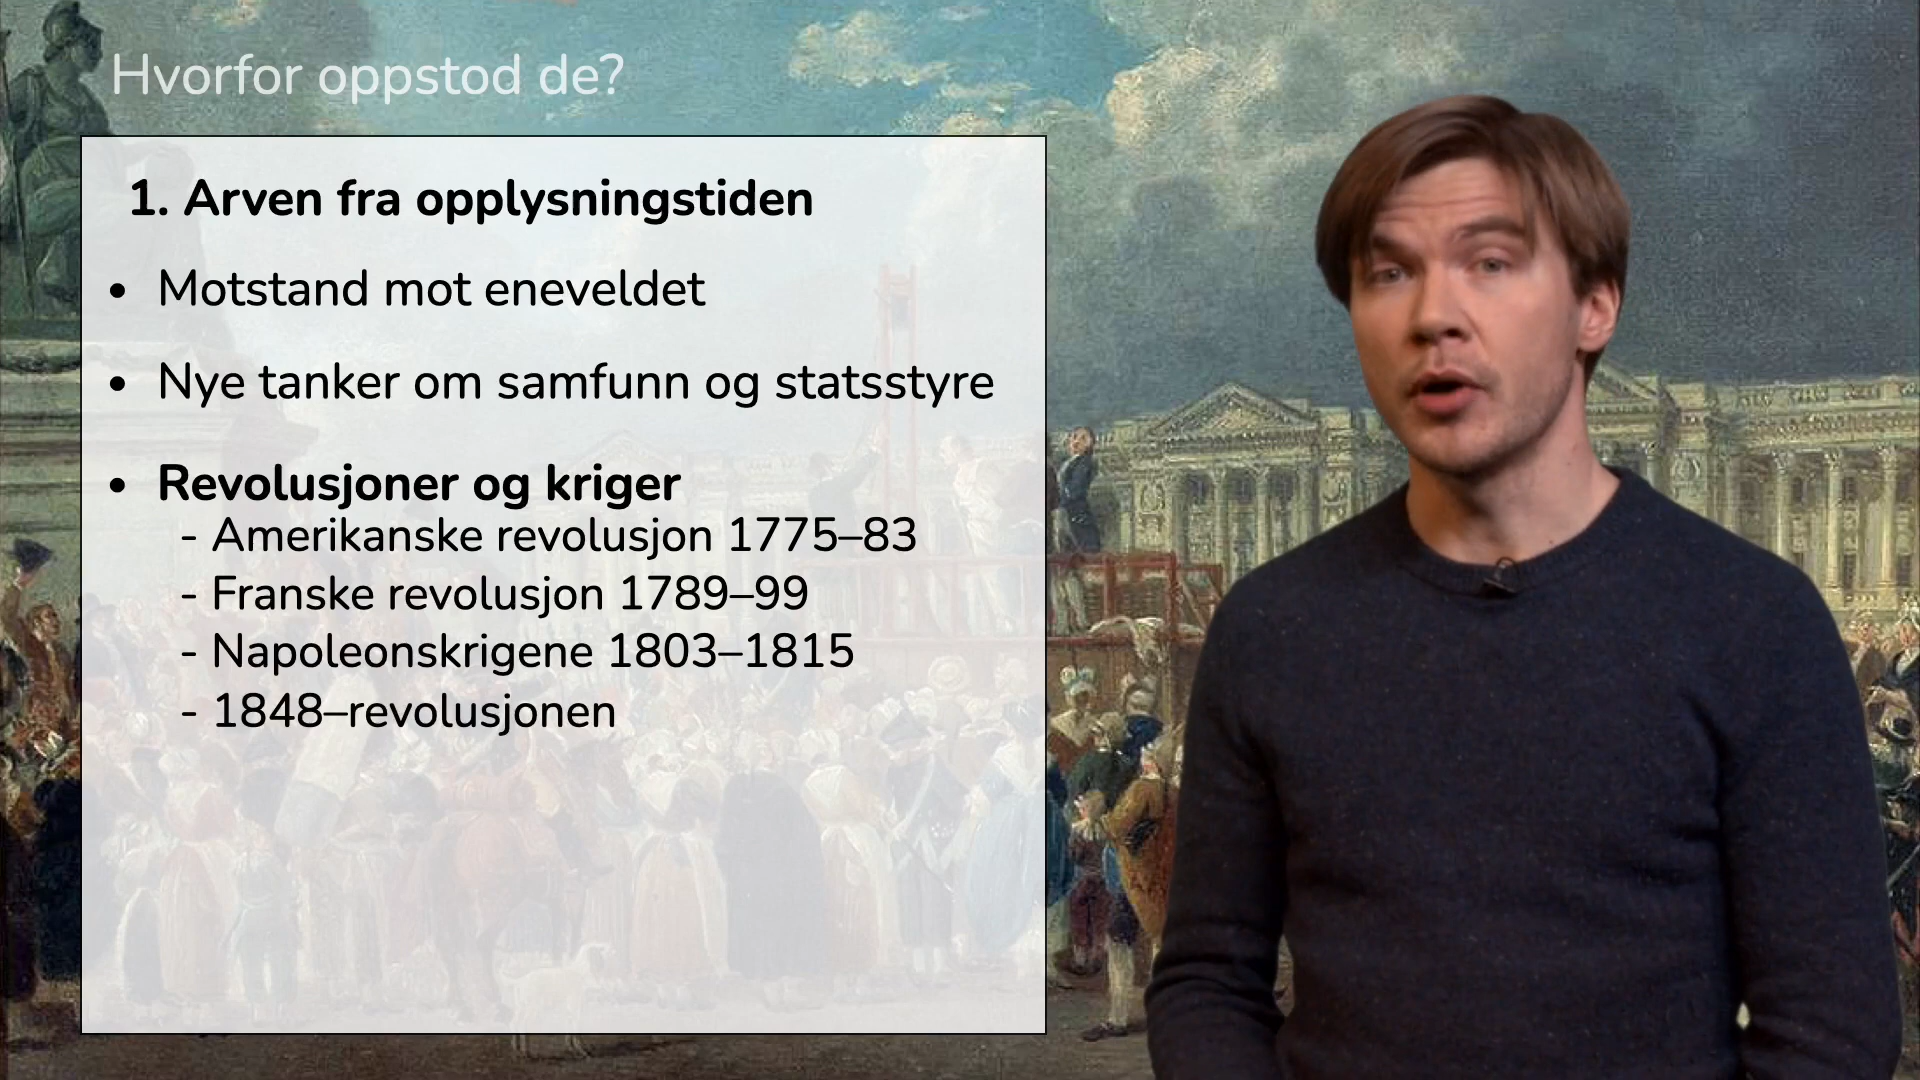 Hvorfor oppstod de?
1. Arven fra opplysningstiden
• Motstand mot eneveldet
• Nye tanker om samfunn og statsstyre
• Revolusjoner og kriger
- Amerikanske revolusjon 1775–83
- Franske revolusjon 1789–99
- Napoleonskrigene 1803–1815
- 1848–revolusjonen